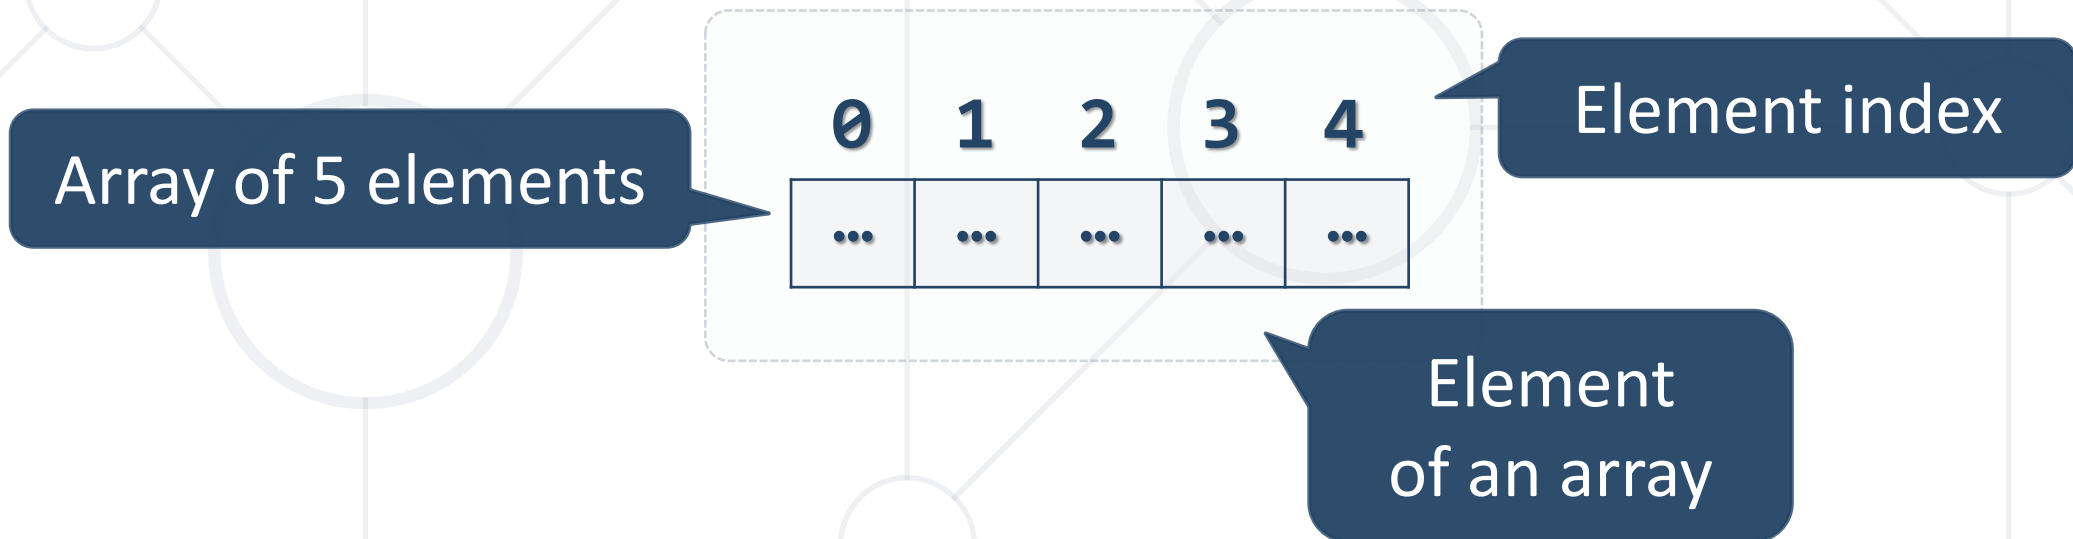 Array of 5 elements
0 1 2 3 4
Element index
... ... ... ... ...
Element
of an array